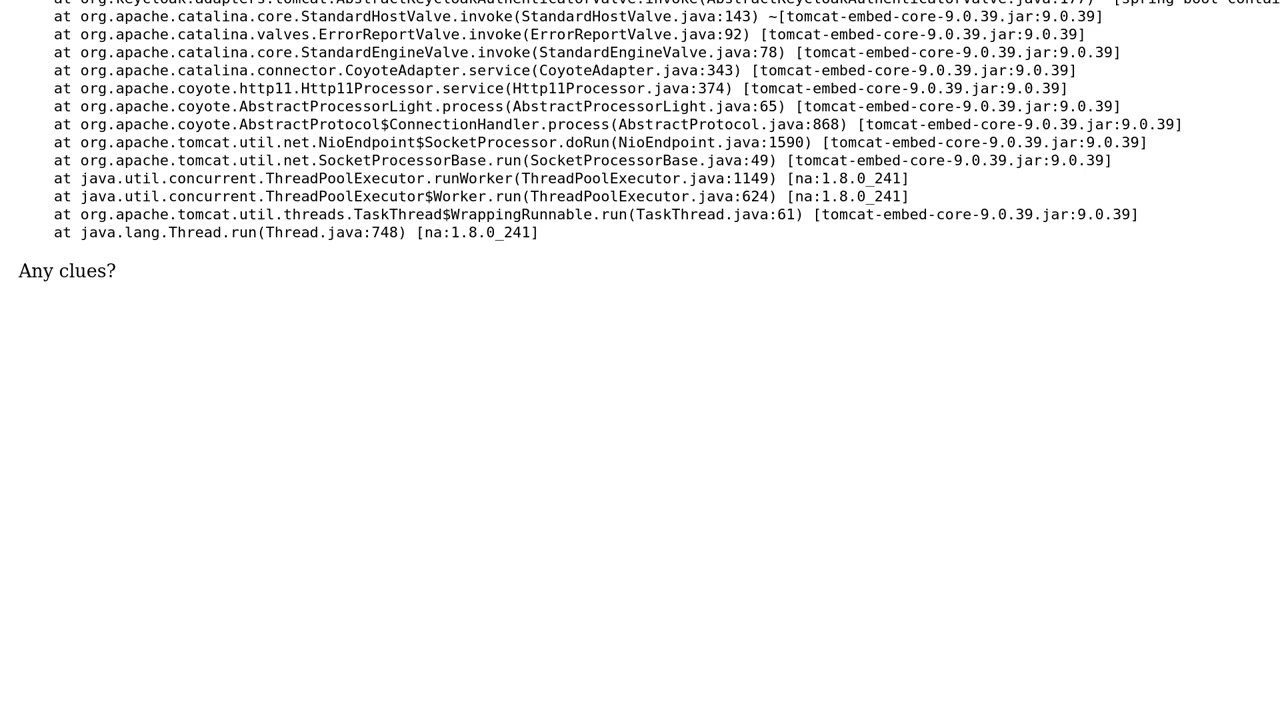 at org.keycloak.adapters.tomcat.AbstractKeycloakAuthenticatorValve.invoke(AbstractKeycloakAuthenticatorValve.java:177)
at org.apache.catalina.core.StandardHostValve.invoke(StandardHostValve.java:143) ~[tomcat-embed-core-9.0.39.jar:9.0.39]
at org.apache.catalina.valves.ErrorReportValve.invoke(ErrorReportValve.java:92) [tomcat-embed-core-9.0.39.jar:9.0.39]
at org.apache.catalina.core.StandardEngineValve.invoke(StandardEngineValve.java:78) [tomcat-embed-core-9.0.39.jar:9.0.39]
at org.apache.catalina.connector.CoyoteAdapter.service(CoyoteAdapter.java:343) [tomcat-embed-core-9.0.39.jar:9.0.39]
at org.apache.coyote.http11.Http11Processor.service(Http11Processor.java:374) [tomcat-embed-core-9.0.39.jar:9.0.39]
at org.apache.coyote.AbstractProcessorLight.process(AbstractProcessorLight.java:65) [tomcat-embed-core-9.0.39.jar:9.0.39]
at org.apache.coyote.AbstractProtocol$ConnectionHandler.process(AbstractProtocol.java:868) [tomcat-embed-core-9.0.39.jar:9.0.39]
at org.apache.tomcat.util.net.NioEndpoint$SocketProcessor.doRun(NioEndpoint.java:1590) [tomcat-embed-core-9.0.39.jar:9.0.39]
at org.apache.tomcat.util.net.SocketProcessorBase.run(SocketProcessorBase.java:49) [tomcat-embed-core-9.0.39.jar:9.0.39]
at java.util.concurrent.ThreadPoolExecutor.runWorker(ThreadPoolExecutor.java:1149) [na:1.8.0_241]
at java.util.concurrent.ThreadPoolExecutor$Worker.run(ThreadPoolExecutor.java:624) [na:1.8.0_241]
at org.apache.tomcat.util.threads.TaskThread$WrappingRunnable.run(TaskThread.java:61) [tomcat-embed-core-9.0.39.jar:9.0.39]
at java.lang.Thread.run(Thread.java:748) [na:1.8.0_241]
Any clues?